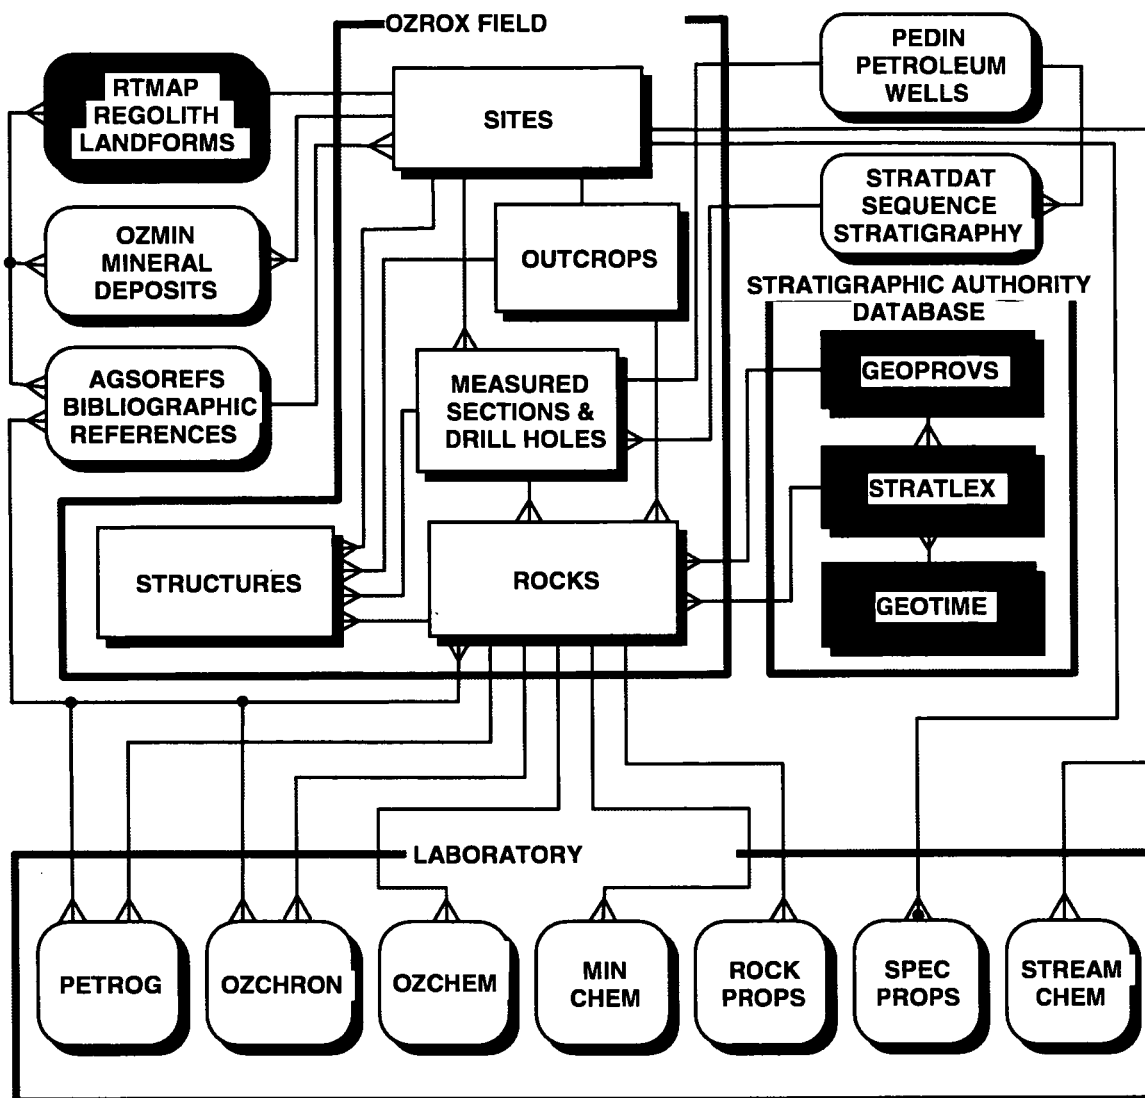 OZROX FIELD
RTMAP
REGOLITH
LANDFORMS
SITES
PEDIN
PETROLEUM
WELLS
OZMIN
MINERAL
DEPOSITS
OUTCROPS
STRATDAT
SEQUENCE
STRATIGRAPHY
AGSOREFS
BIBLIOGRAPHIC
REFERENCES
MEASURED
SECTIONS &
DRILL HOLES
STRATIGRAPHIC AUTHORITY
DATABASE
GEOPROVS
STRATLEX
GEOTIME
STRUCTURES
ROCKS
LABORATORY
PETROG
OZCHRON
OZCHEM
MIN
CHEM
ROCK
PROPS
SPEC
PROPS
STREAM
CHEM